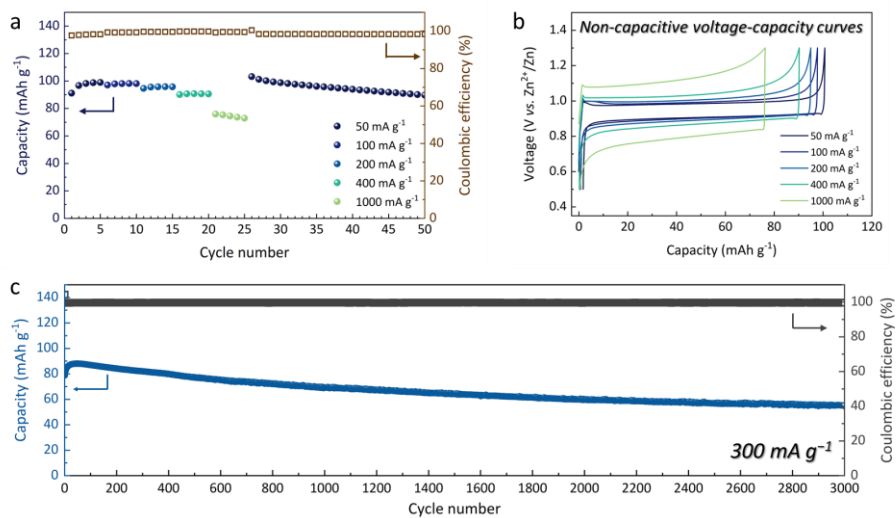 a
Capacity (mAh g⁻¹)
160
140
120
100
80
60
40
20
0
50 mA g⁻¹
100 mA g⁻¹
200 mA g⁻¹
400 mA g⁻¹
1000 mA g⁻¹
0 5 10 15 20 25 30 35 40 45 50
Cycle number
100
80
60
40
20
0
Coulombic efficiency (%)
b
Non-capacitive voltage-capacity curves
Voltage (V vs. Zn²⁺/Zn)
1.4
1.2
1.0
0.8
0.6
0.4
50 mA g⁻¹
100 mA g⁻¹
200 mA g⁻¹
400 mA g⁻¹
1000 mA g⁻¹
0 20 40 60 80 100 120
Capacity (mAh g⁻¹)
c
Capacity (mAh g⁻¹)
140
120
100
80
60
40
20
0
300 mA g⁻¹
0 200 400 600 800 1000 1200 1400 1600 1800 2000 2200 2400 2600 2800 3000
Cycle number
100
80
60
40
20
0
Coulombic efficiency (%)